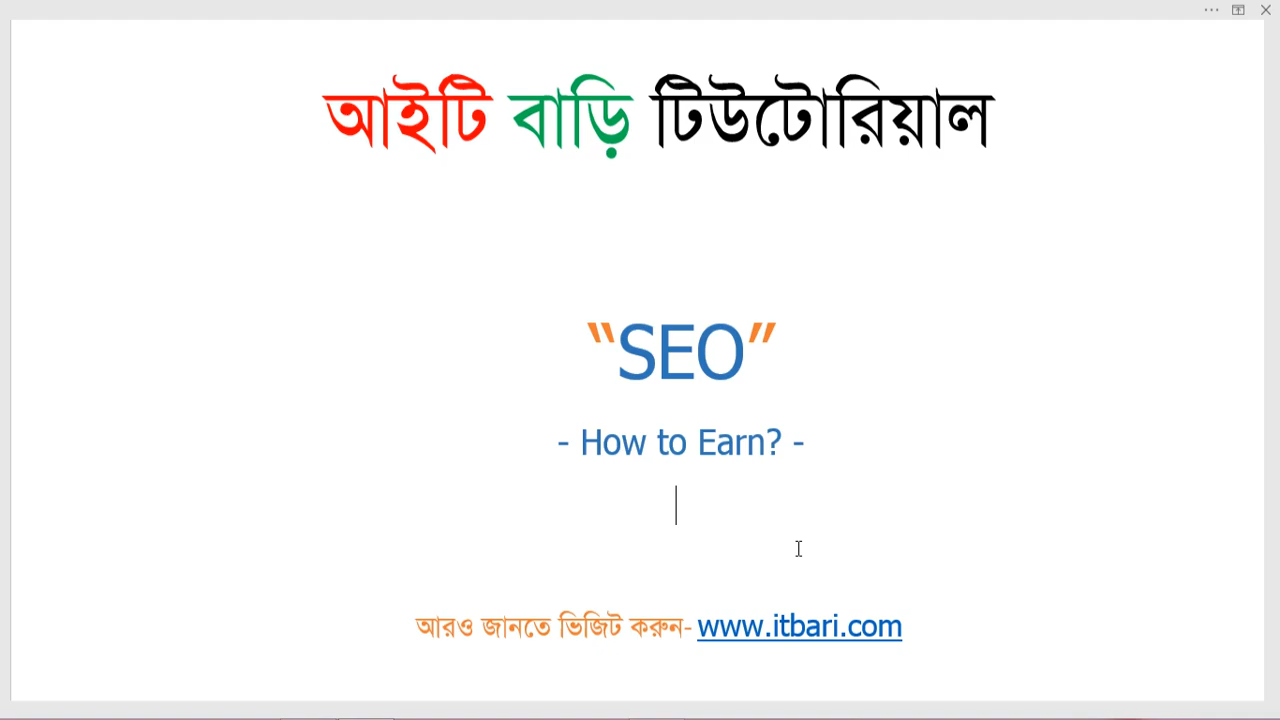 আইটি বাড়ি টিউটোরিয়াল
“SEO”
- How to Earn? -
আরও জানতে ভিজিট করুন- www.itbari.com